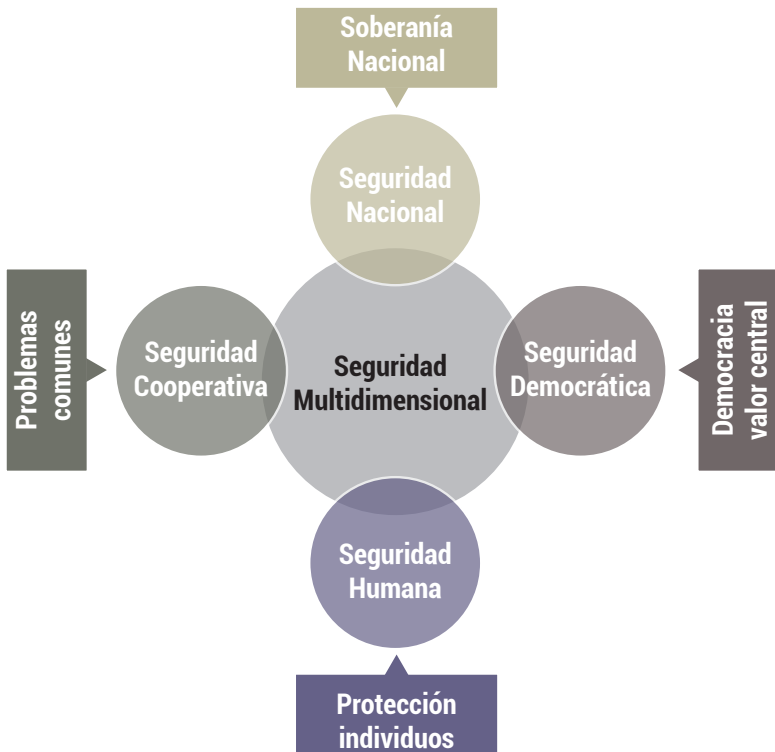 Soberanía
Nacional
Seguridad
Nacional
Problemas
comunes
Seguridad
Cooperativa
Seguridad
Multidimensional
Seguridad
Democrática
Democracia
valor central
Seguridad
Humana
Protección
individuos